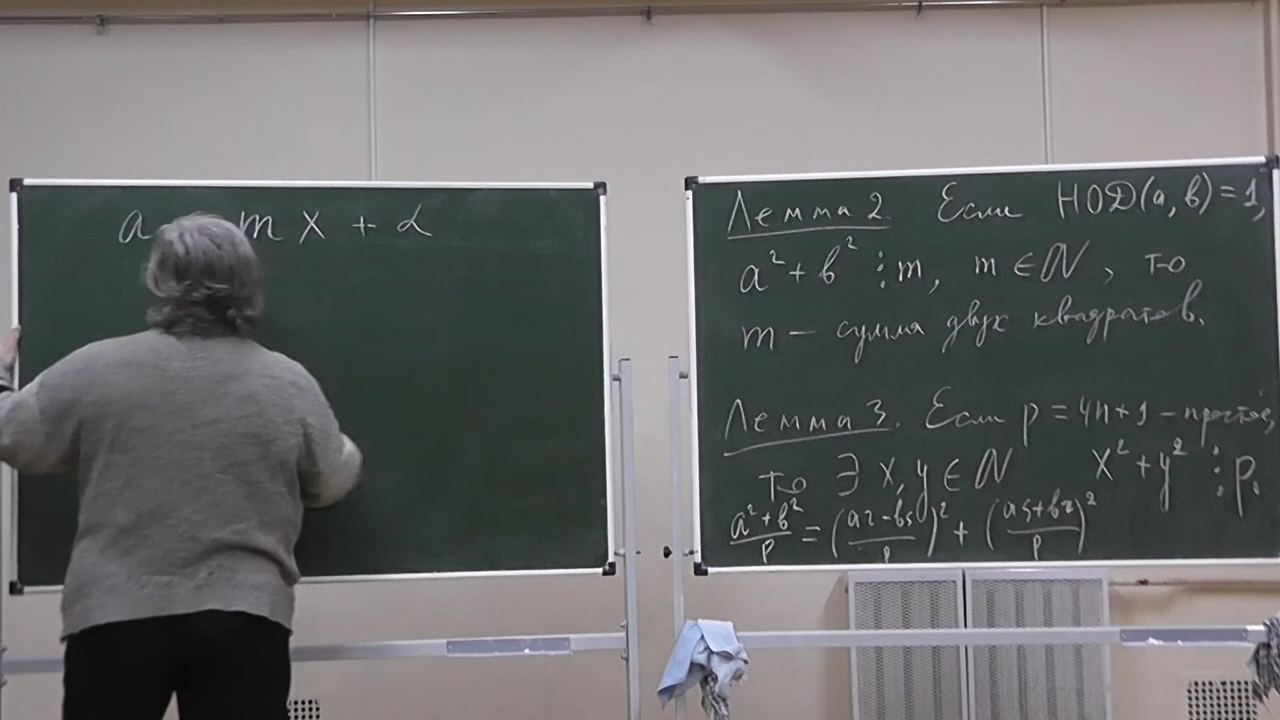 a m x + α
Лемма 2. Если НОД(a, b) = 1,
a² + b² ⋮ m, m ∈ N, то
m — сумма двух квадратов.
Лемма 3. Если p = 4n + 1 — простое,
то ∃ x, y ∈ N x² + y² ⋮ p.
(a² + b²)/p = ((ar − bs)/p)² + ((as + br)/p)²